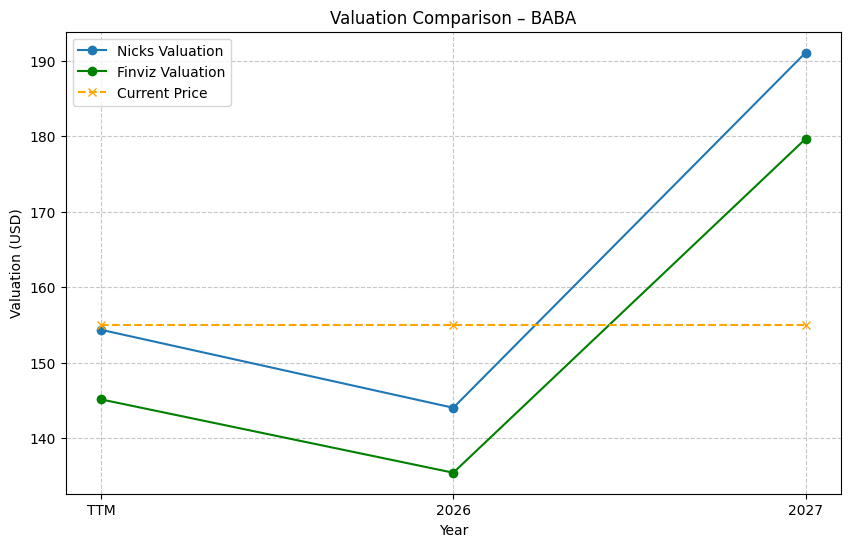 Valuation Comparison – BABA
Nicks Valuation
Finviz Valuation
Current Price
Valuation (USD)
190
180
170
160
150
140
TTM
2026
2027
Year